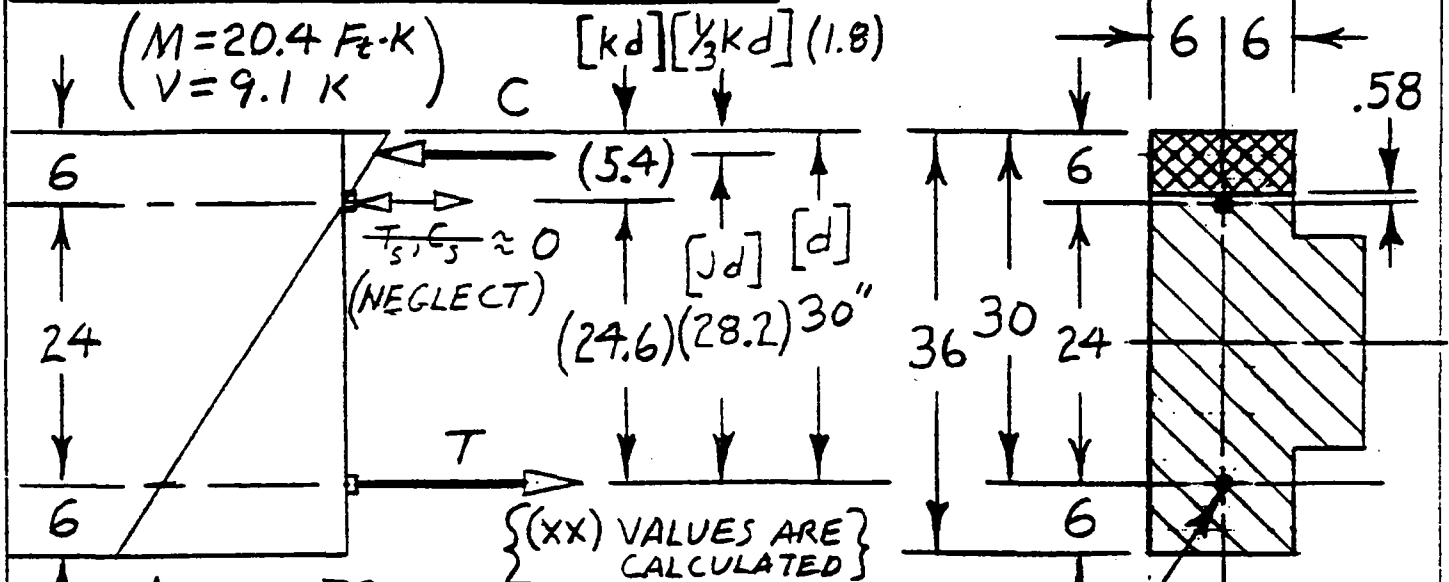 (M = 20.4 Ft·K
V = 9.1 K)
[kd] [⅓kd] (1.8)
C
6 6
.58
6
(5.4)
6
Ts, Cs ≈ 0
(NEGLECT)
[jd] [d]
24
(24.6) (28.2) 30"
36 30 24
T
6
6
{(XX) VALUES ARE
CALCULATED}